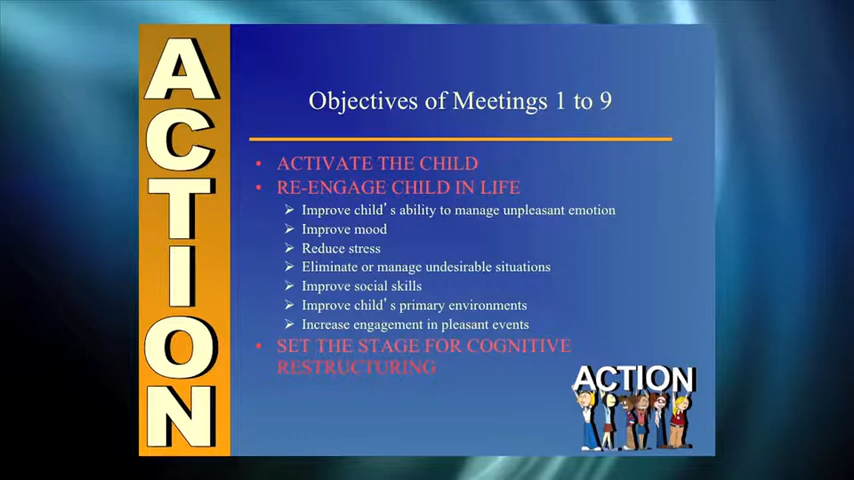 ACTION
Objectives of Meetings 1 to 9
• ACTIVATE THE CHILD
• RE-ENGAGE CHILD IN LIFE
➢ Improve child's ability to manage unpleasant emotion
➢ Improve mood
➢ Reduce stress
➢ Eliminate or manage undesirable situations
➢ Improve social skills
➢ Improve child's primary environments
➢ Increase engagement in pleasant events
• SET THE STAGE FOR COGNITIVE
RESTRUCTURING
ACTION